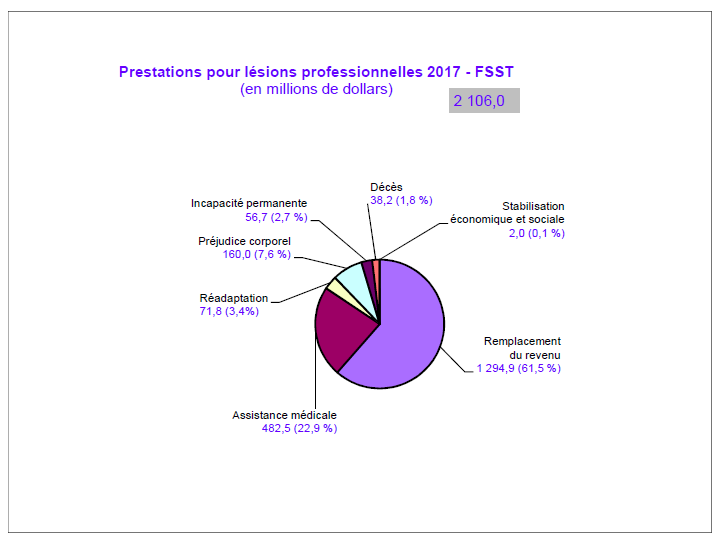 Prestations pour lésions professionnelles 2017 - FSST
(en millions de dollars)
2 106,0
Décès
38,2 (1,8 %)
Incapacité permanente
56,7 (2,7 %)
Stabilisation
économique et sociale
2,0 (0,1 %)
Préjudice corporel
160,0 (7,6 %)
Réadaptation
71,8 (3,4%)
Remplacement
du revenu
1 294,9 (61,5 %)
Assistance médicale
482,5 (22,9 %)